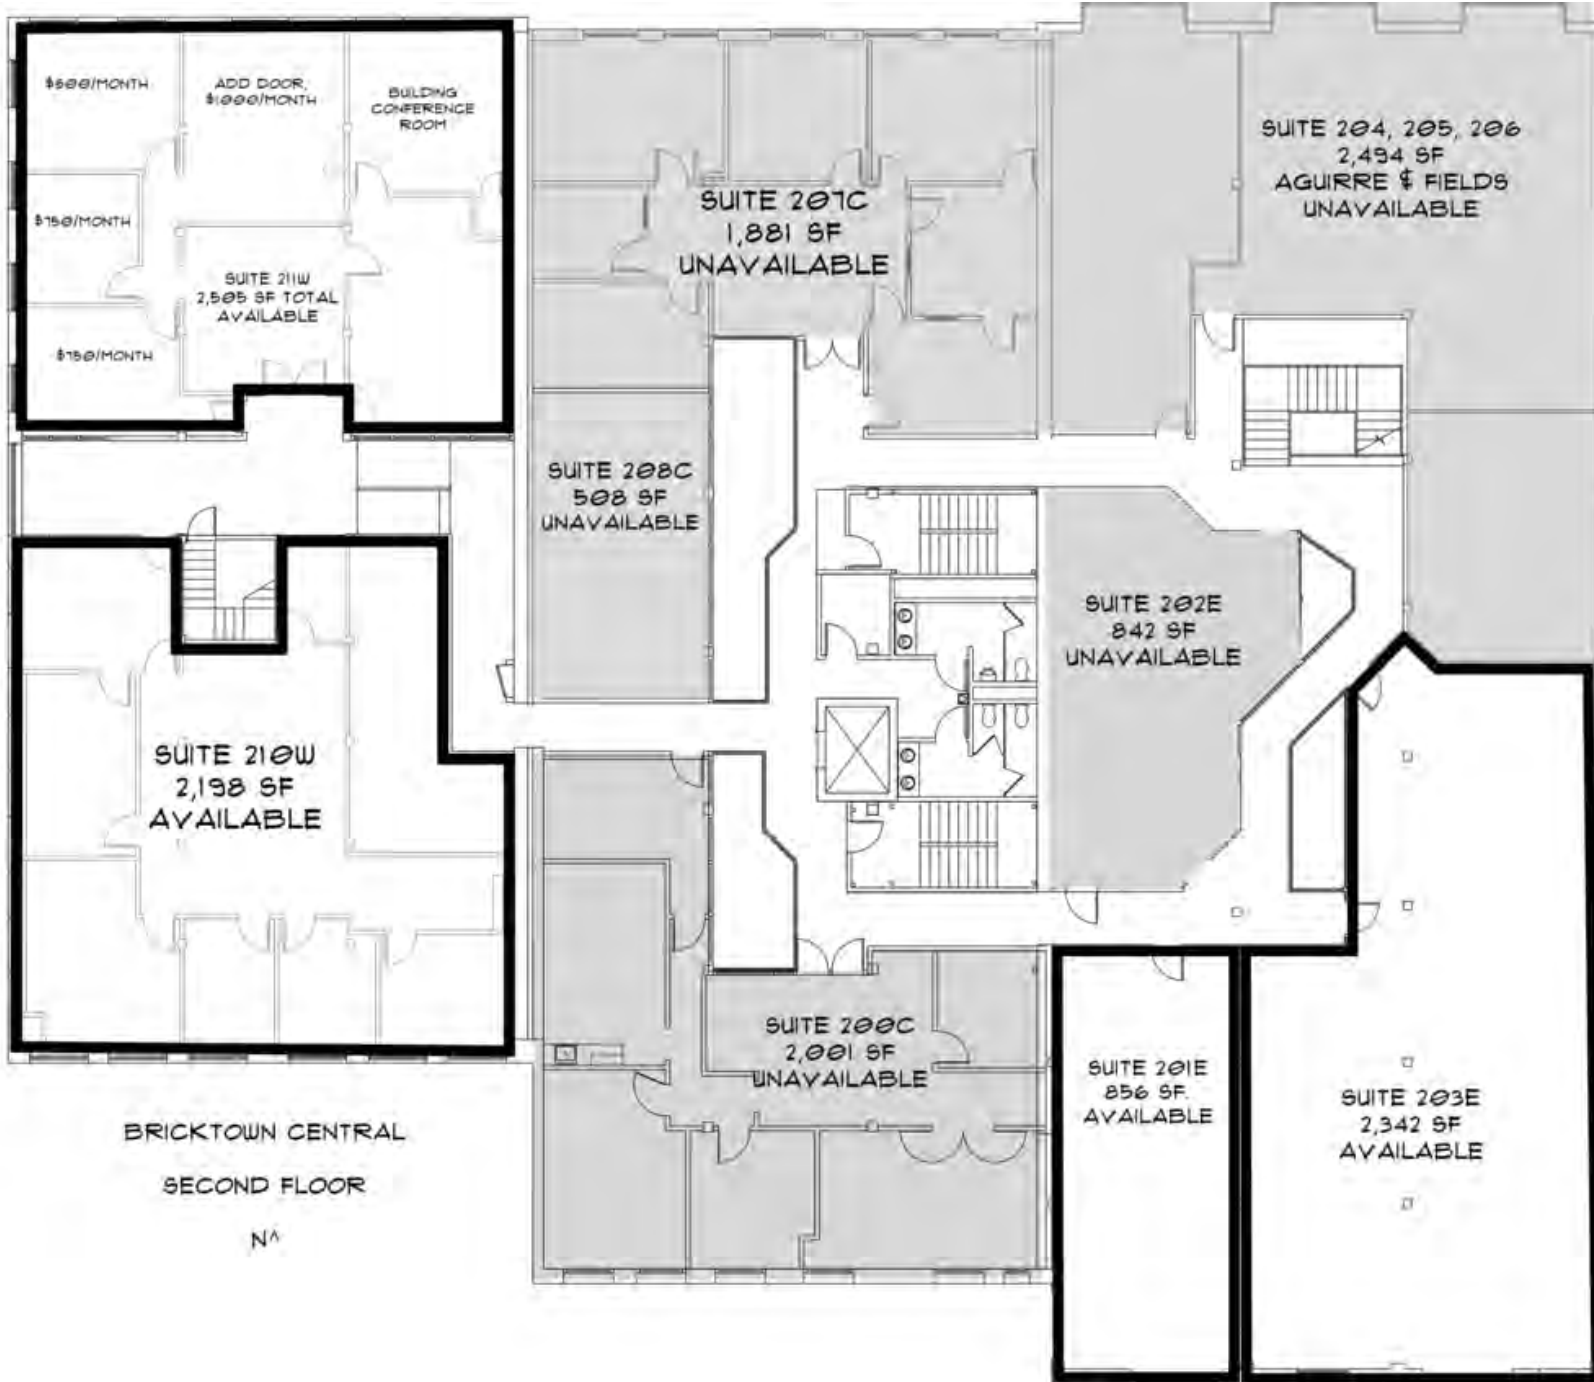 $600/MONTH
ADD DOOR,
$1000/MONTH
BUILDING
CONFERENCE
ROOM
$750/MONTH
SUITE 211W
2,505 SF TOTAL
AVAILABLE
$750/MONTH
SUITE 207C
1,881 SF
UNAVAILABLE
SUITE 204, 205, 206
2,494 SF
AGUIRRE & FIELDS
UNAVAILABLE
SUITE 208C
508 SF
UNAVAILABLE
SUITE 202E
842 SF
UNAVAILABLE
SUITE 210W
2,198 SF
AVAILABLE
SUITE 200C
2,001 SF
UNAVAILABLE
SUITE 201E
856 SF.
AVAILABLE
SUITE 203E
2,342 SF
AVAILABLE
BRICKTOWN CENTRAL
SECOND FLOOR
N^